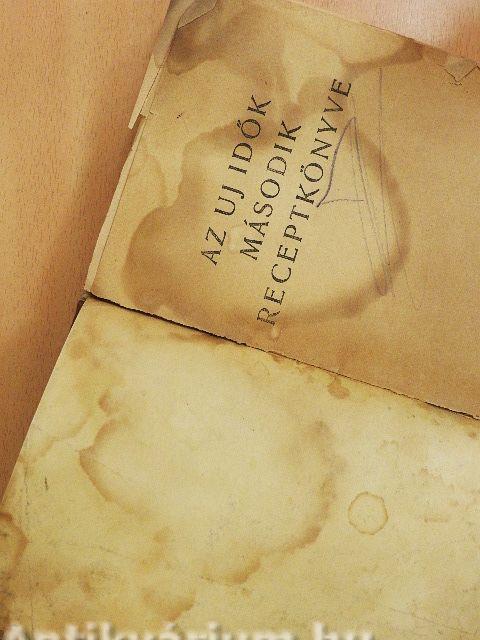 AZ UJ IDŐK
MÁSODIK
RECEPTKÖNYVE
Antikvárium.hu